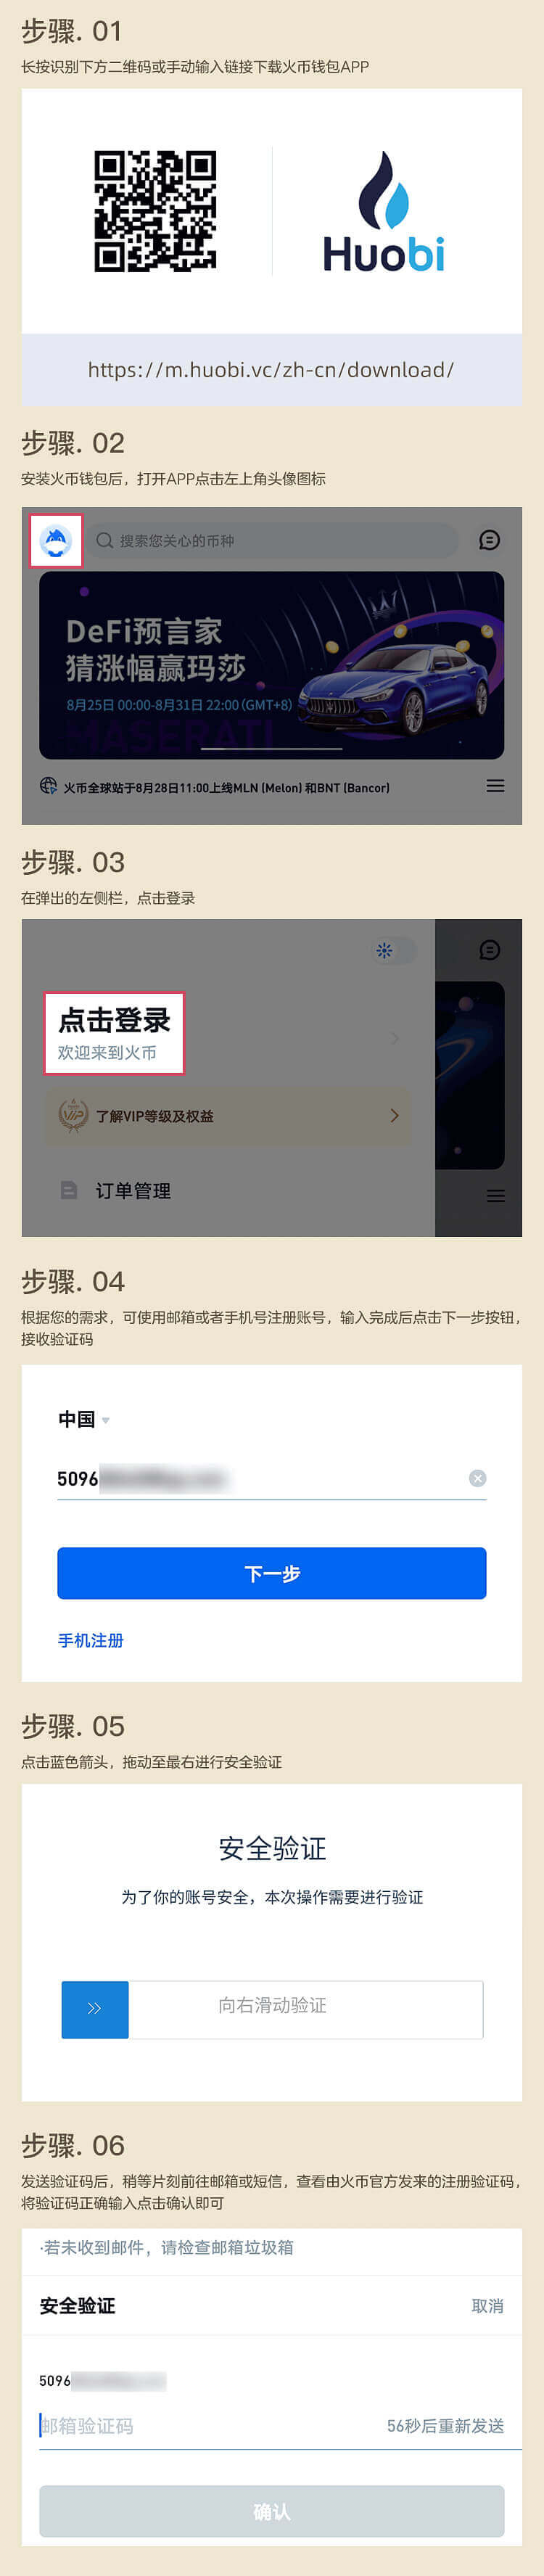 步骤. 01
长按识别下方二维码或手动输入链接下载火币钱包APP
Huobi
https://m.huobi.vc/zh-cn/download/
步骤. 02
安装火币钱包后，打开APP点击左上角头像图标
搜索您关心的币种
DeFi预言家
猜涨幅赢玛莎
8月25日 00:00-8月31日 22:00 (GMT+8)
MASERATI
火币全球站于8月28日11:00上线MLN (Melon) 和BNT (Bancor)
步骤. 03
在弹出的左侧栏，点击登录
点击登录
欢迎来到火币
VIP 了解VIP等级及权益
订单管理
步骤. 04
根据您的需求，可使用邮箱或者手机号注册账号，输入完成后点击下一步按钮，
接收验证码
中国
5096
下一步
手机注册
步骤. 05
点击蓝色箭头，拖动至最右进行安全验证
安全验证
为了你的账号安全，本次操作需要进行验证
向右滑动验证
步骤. 06
发送验证码后，稍等片刻前往邮箱或短信，查看由火币官方发来的注册验证码，
将验证码正确输入点击确认即可
·若未收到邮件，请检查邮箱垃圾箱
安全验证 取消
5096
邮箱验证码 56秒后重新发送
确认